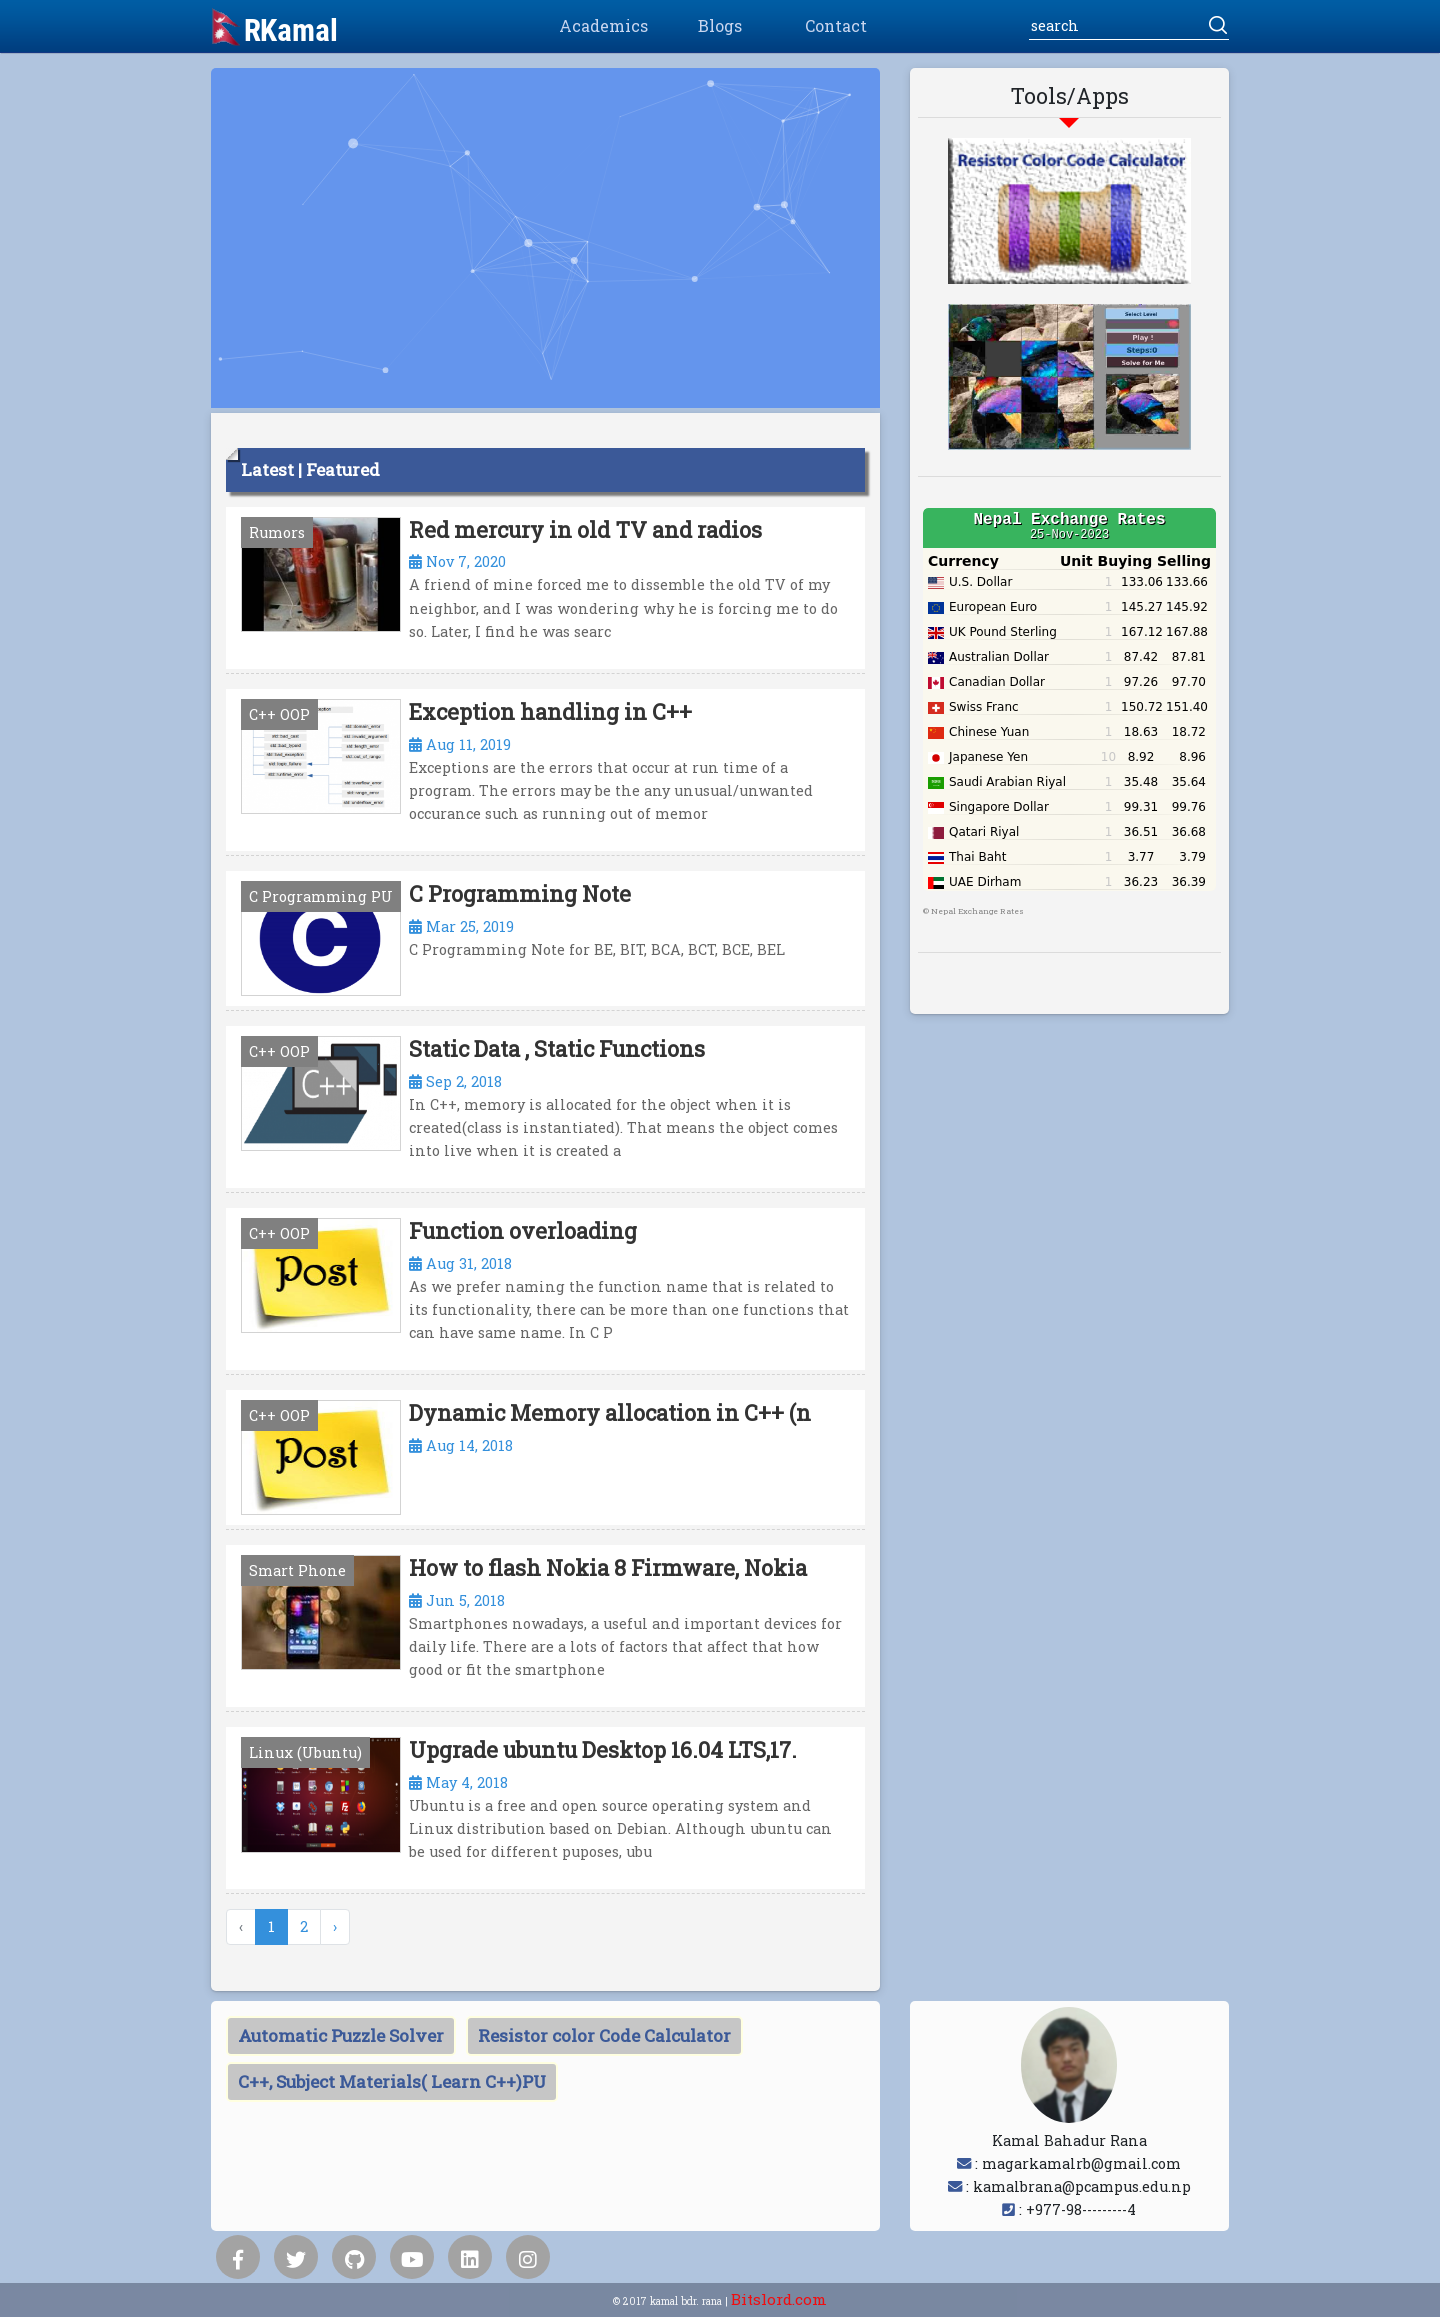 RKamal
Academics
Blogs
Contact
search
Tools/Apps
Resistor Color Code Calculator
Select Level
Play !
Steps:0
Solve for Me
Nepal Exchange Rates
25-Nov-2023
Currency Unit Buying Selling
U.S. Dollar 1 133.06 133.66
European Euro 1 145.27 145.92
UK Pound Sterling 1 167.12 167.88
Australian Dollar 1 87.42 87.81
Canadian Dollar 1 97.26 97.70
Swiss Franc 1 150.72 151.40
Chinese Yuan 1 18.63 18.72
Japanese Yen 10 8.92 8.96
Saudi Arabian Riyal 1 35.48 35.64
Singapore Dollar 1 99.31 99.76
Qatari Riyal 1 36.51 36.68
Thai Baht 1 3.77 3.79
UAE Dirham 1 36.23 36.39
© Nepal Exchange Rates
Latest | Featured
Rumors
Red mercury in old TV and radios
Nov 7, 2020
A friend of mine forced me to dissemble the old TV of my
neighbor, and I was wondering why he is forcing me to do
so. Later, I find he was searc
C++ OOP
Exception handling in C++
Aug 11, 2019
Exceptions are the errors that occur at run time of a
program. The errors may be the any unusual/unwanted
occurance such as running out of memor
C Programming PU
C
C Programming Note
Mar 25, 2019
C Programming Note for BE, BIT, BCA, BCT, BCE, BEL
C++ OOP
C++
Static Data , Static Functions
Sep 2, 2018
In C++, memory is allocated for the object when it is
created(class is instantiated). That means the object comes
into live when it is created a
C++ OOP
Post
Function overloading
Aug 31, 2018
As we prefer naming the function name that is related to
its functionality, there can be more than one functions that
can have same name. In C P
C++ OOP
Post
Dynamic Memory allocation in C++ (n
Aug 14, 2018
Smart Phone
How to flash Nokia 8 Firmware, Nokia
Jun 5, 2018
Smartphones nowadays, a useful and important devices for
daily life. There are a lots of factors that affect that how
good or fit the smartphone
Linux (Ubuntu)
Upgrade ubuntu Desktop 16.04 LTS,17.
May 4, 2018
Ubuntu is a free and open source operating system and
Linux distribution based on Debian. Although ubuntu can
be used for different puposes, ubu
‹ 1 2 ›
Automatic Puzzle Solver
Resistor color Code Calculator
C++, Subject Materials( Learn C++)PU
Kamal Bahadur Rana
: magarkamalrb@gmail.com
: kamalbrana@pcampus.edu.np
: +977-98---------4
© 2017 kamal bdr. rana | Bitslord.com